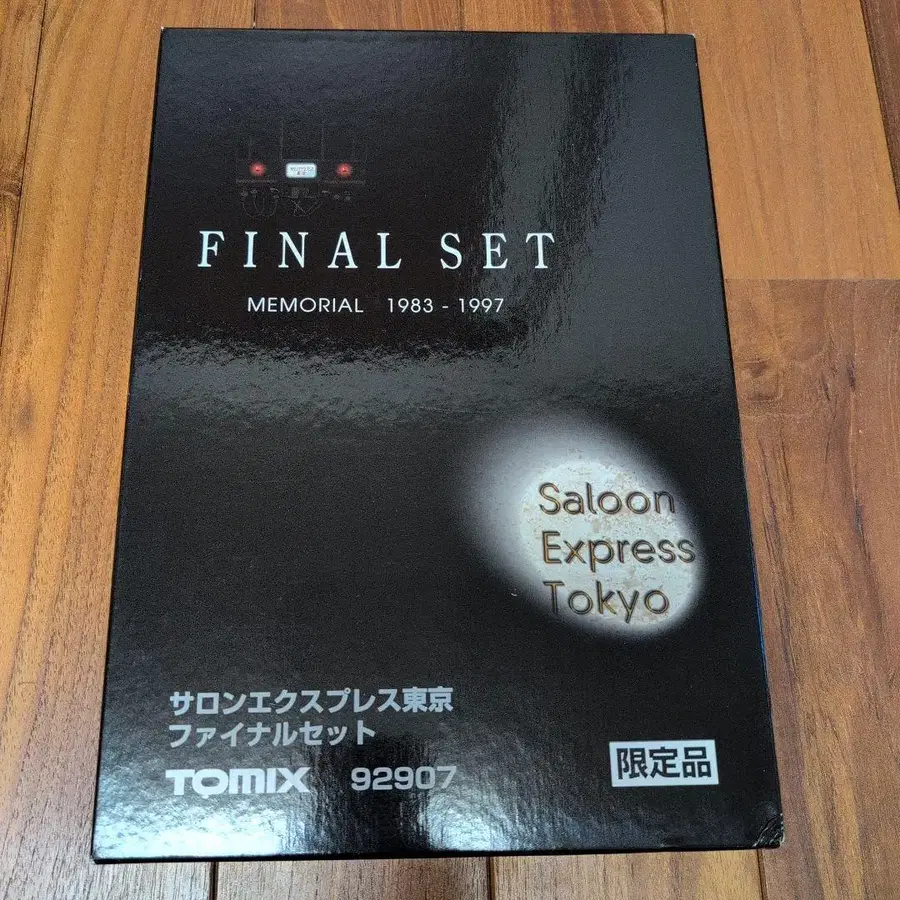 FINAL SET
MEMORIAL 1983 - 1997
Saloon
Express
Tokyo
サロンエクスプレス東京
ファイナルセット
TOMIX 92907
限定品